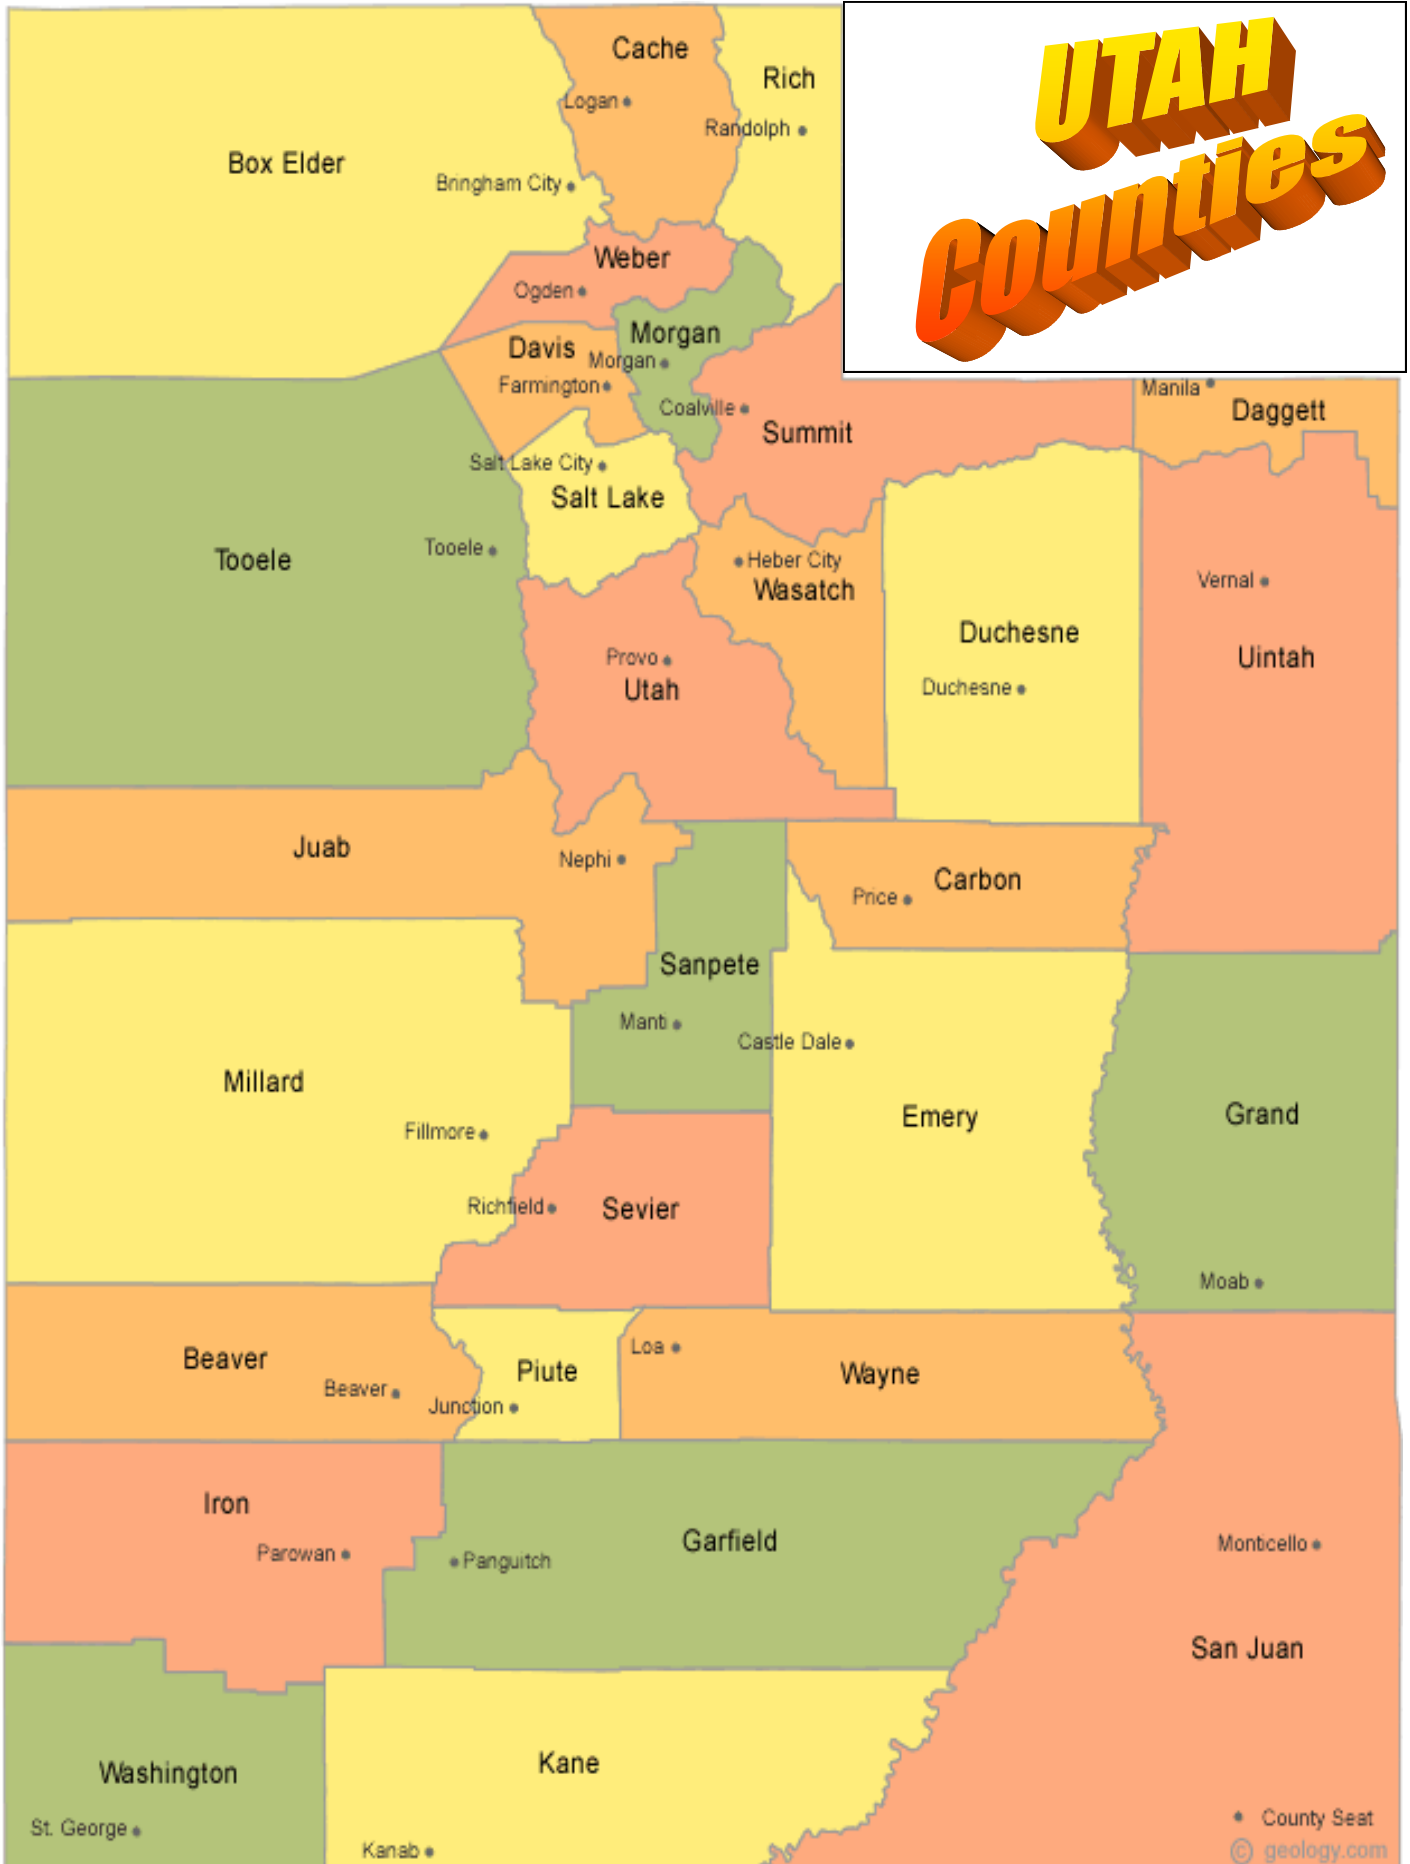 UTAH
Counties
Cache
Rich
Logan
Randolph
Box Elder
Bringham City
Weber
Ogden
Morgan
Davis
Morgan
Farmington
Manila
Daggett
Coalville
Summit
Salt Lake City
Salt Lake
Tooele
Tooele
Heber City
Wasatch
Vernal
Duchesne
Uintah
Provo
Utah
Duchesne
Juab
Nephi
Carbon
Price
Sanpete
Manti
Castle Dale
Millard
Emery
Grand
Fillmore
Richfield
Sevier
Moab
Beaver
Loa
Piute
Wayne
Beaver
Junction
Iron
Garfield
Monticello
Parowan
Panguitch
San Juan
Kane
Washington
County Seat
St. George
Kanab
© geology.com